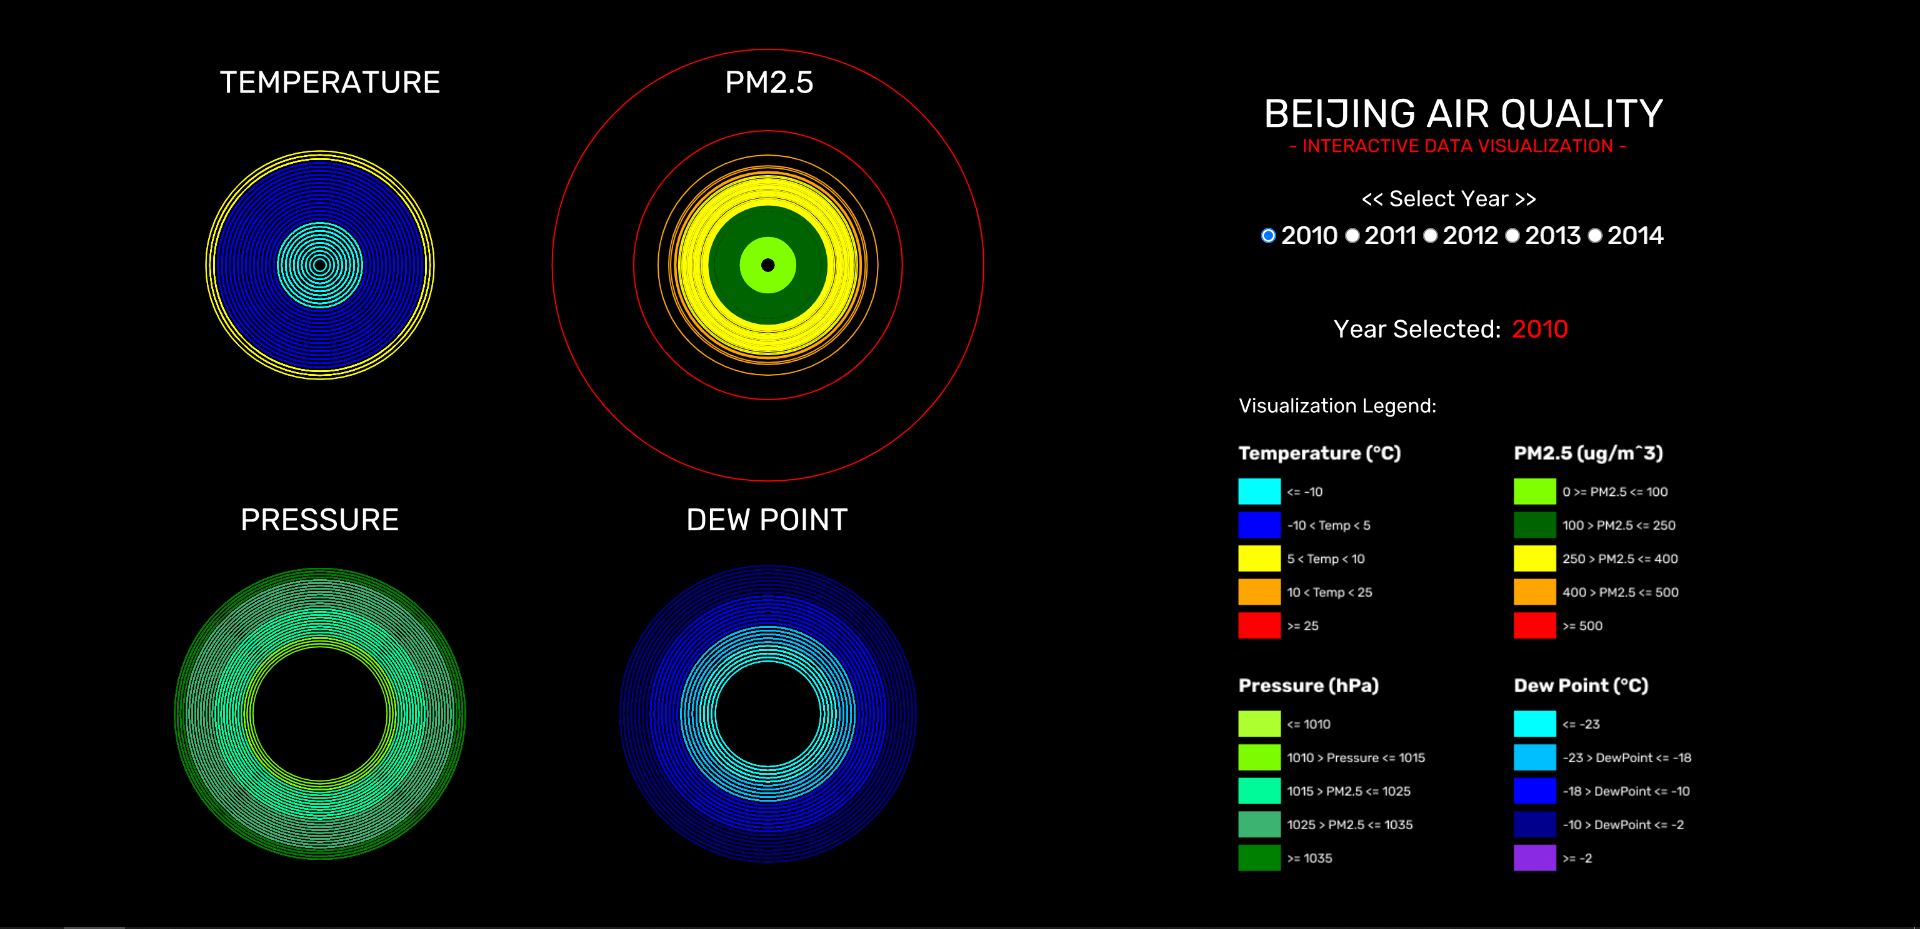 TEMPERATURE
PM2.5
PRESSURE
DEW POINT
BEIJING AIR QUALITY
- INTERACTIVE DATA VISUALIZATION -
<< Select Year >>
2010 2011 2012 2013 2014
Year Selected: 2010
Visualization Legend:
Temperature (°C)
<= -10
-10 < Temp < 5
5 < Temp < 10
10 < Temp < 25
>= 25
PM2.5 (ug/m^3)
0 >= PM2.5 <= 100
100 > PM2.5 <= 250
250 > PM2.5 <= 400
400 > PM2.5 <= 500
>= 500
Pressure (hPa)
<= 1010
1010 > Pressure <= 1015
1015 > PM2.5 <= 1025
1025 > PM2.5 <= 1035
>= 1035
Dew Point (°C)
<= -23
-23 > DewPoint <= -18
-18 > DewPoint <= -10
-10 > DewPoint <= -2
>= -2